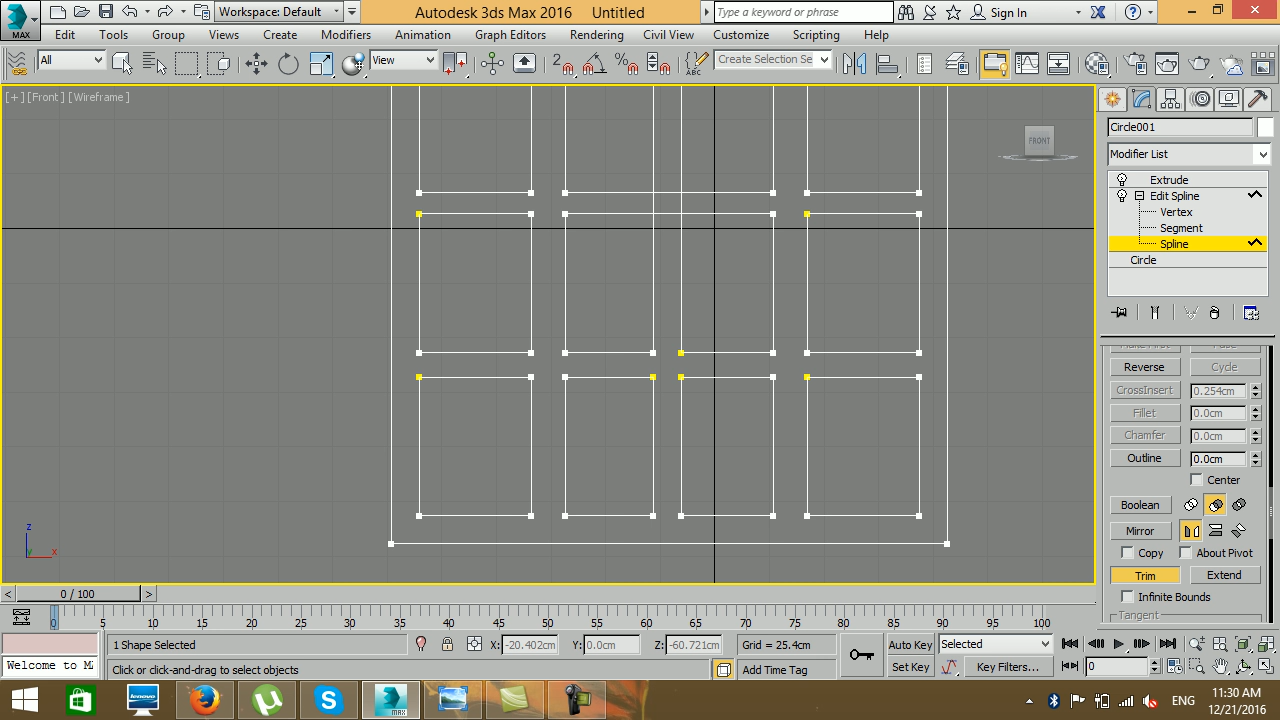 Workspace: Default
Autodesk 3ds Max 2016 Untitled
Type a keyword or phrase
Sign In
MAX
Edit Tools Group Views Create Modifiers Animation Graph Editors Rendering Civil View Customize Scripting Help
All
View
Create Selection Se
[+] [Front] [Wireframe]
FRONT
Circle001
Modifier List
Extrude
Edit Spline
Vertex
Segment
Spline
Circle
Reverse Cycle
CrossInsert 0.254cm
Fillet 0.0cm
Chamfer 0.0cm
Outline 0.0cm
Center
Boolean
Mirror
Copy About Pivot
Trim Extend
Infinite Bounds
Tangent
z
y x
0 / 100
0 5 10 15 20 25 30 35 40 45 50 55 60 65 70 75 80 85 90 95 100
1 Shape Selected
X: -20.402cm Y: 0.0cm Z: -60.721cm
Grid = 25.4cm
Auto Key Selected
Welcome to M
Click or click-and-drag to select objects
Add Time Tag
Set Key Key Filters...
0
lenovo
MAX
ENG
11:30 AM
12/21/2016